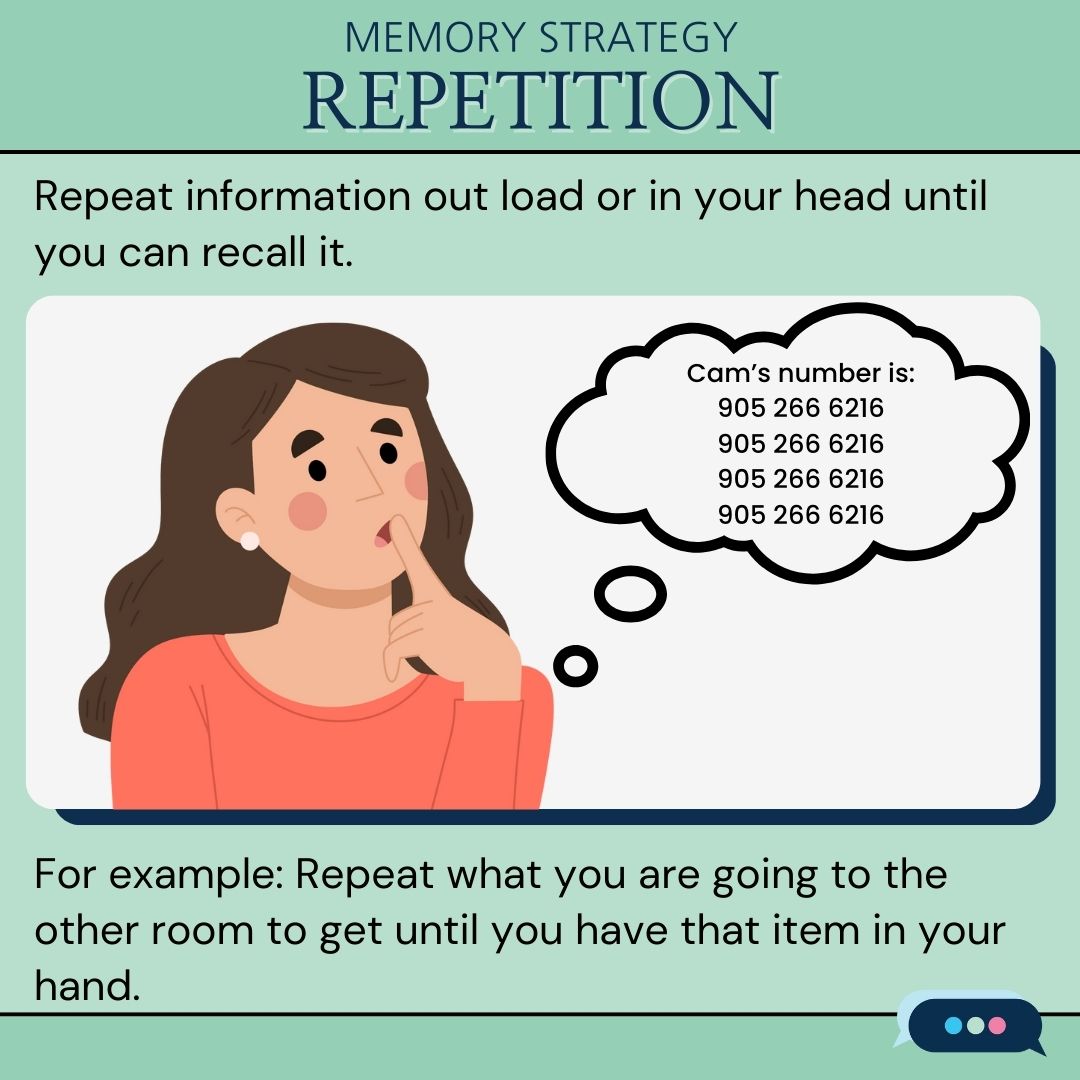 MEMORY STRATEGY
REPETITION
Repeat information out load or in your head until
you can recall it.
Cam's number is:
905 266 6216
905 266 6216
905 266 6216
905 266 6216
For example: Repeat what you are going to the
other room to get until you have that item in your
hand.